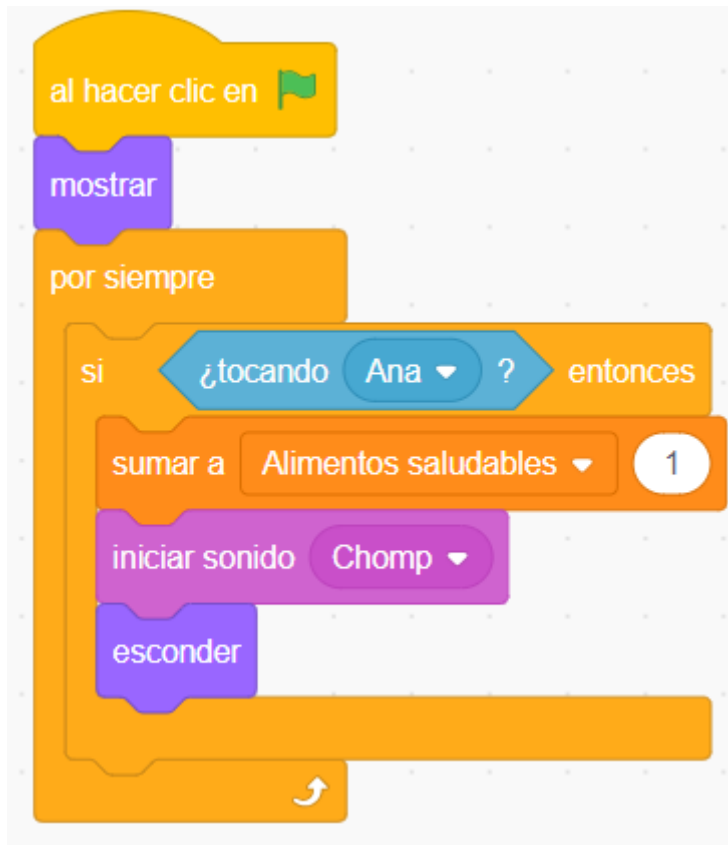 al hacer clic en
mostrar
por siempre
si ¿tocando Ana ? entonces
sumar a Alimentos saludables 1
iniciar sonido Chomp
esconder